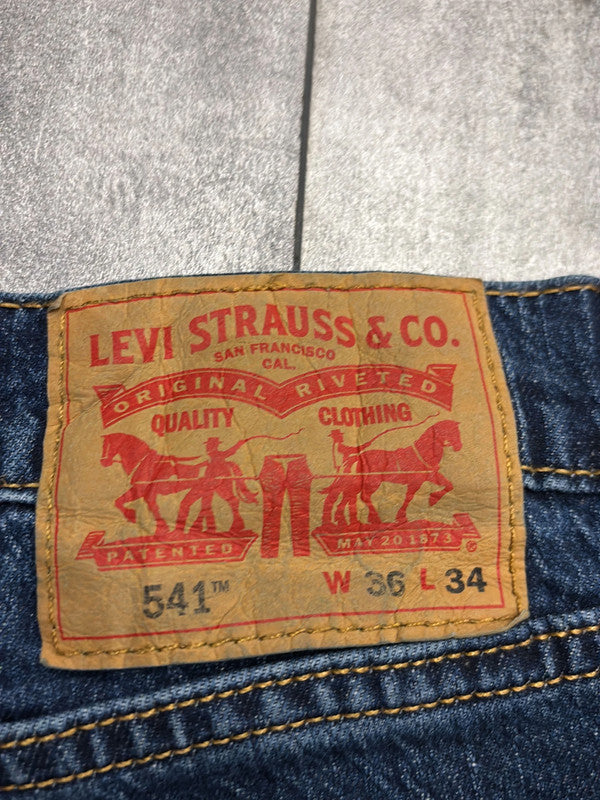 LEVI STRAUSS & CO.
SAN FRANCISCO
CAL.
ORIGINAL RIVETED
QUALITY CLOTHING
PATENTED MAY 20 1873 ®
541™ W 36 L 34